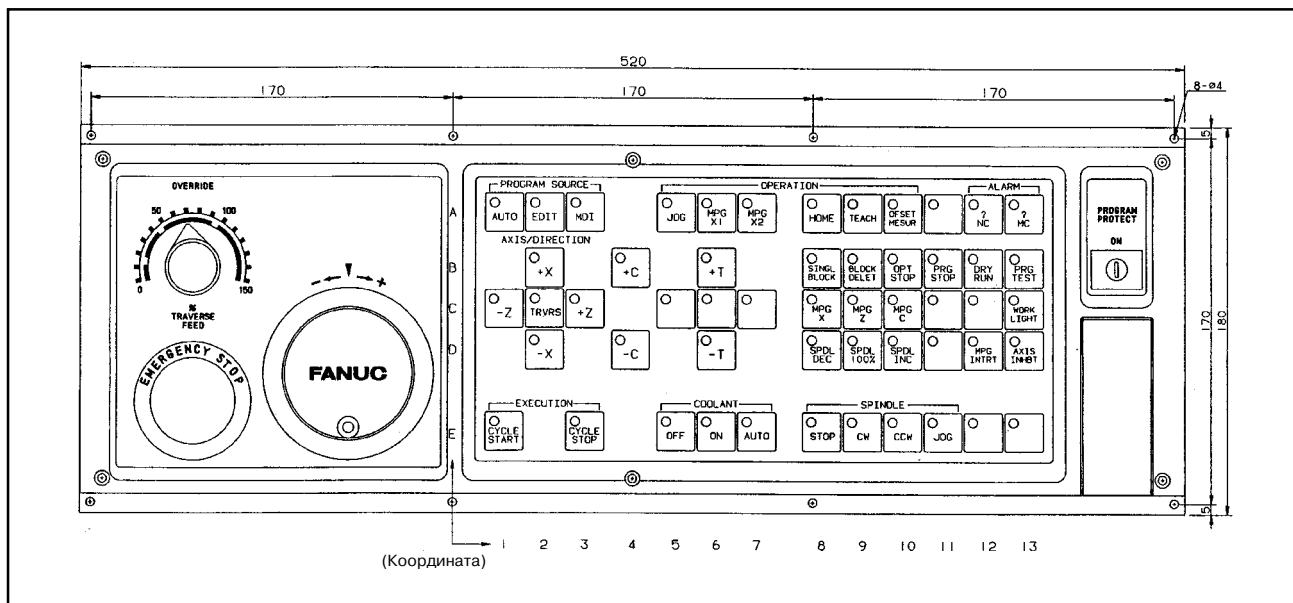 520
170 170 170
8-ø4
5
OVERRIDE
50 100
0 150
%
TRAVERSE
FEED
EMERGENCY STOP
- +
FANUC
A
B
C
D
E
PROGRAM SOURCE
AUTO EDIT MDI
OPERATION
JOG MPG X1 MPG X2
HOME TEACH OFSET MESUR
ALARM
? NC ? MC
AXIS/DIRECTION
+X +C +T
SINGL BLOCK BLOCK DELET OPT STOP PRG STOP DRY RUN PRG TEST
-Z TRVRS +Z
MPG X MPG Z MPG C WORK LIGHT
-X -C -T
SPDL DEC SPDL 100% SPDL INC MPG INTRT AXIS INHBT
EXECUTION
CYCLE START CYCLE STOP
COOLANT
OFF ON AUTO
SPINDLE
STOP CW CCW JOG
PROGRAM
PROTECT
ON
170
180
5
1 2 3 4 5 6 7 8 9 10 11 12 13
(Координата)